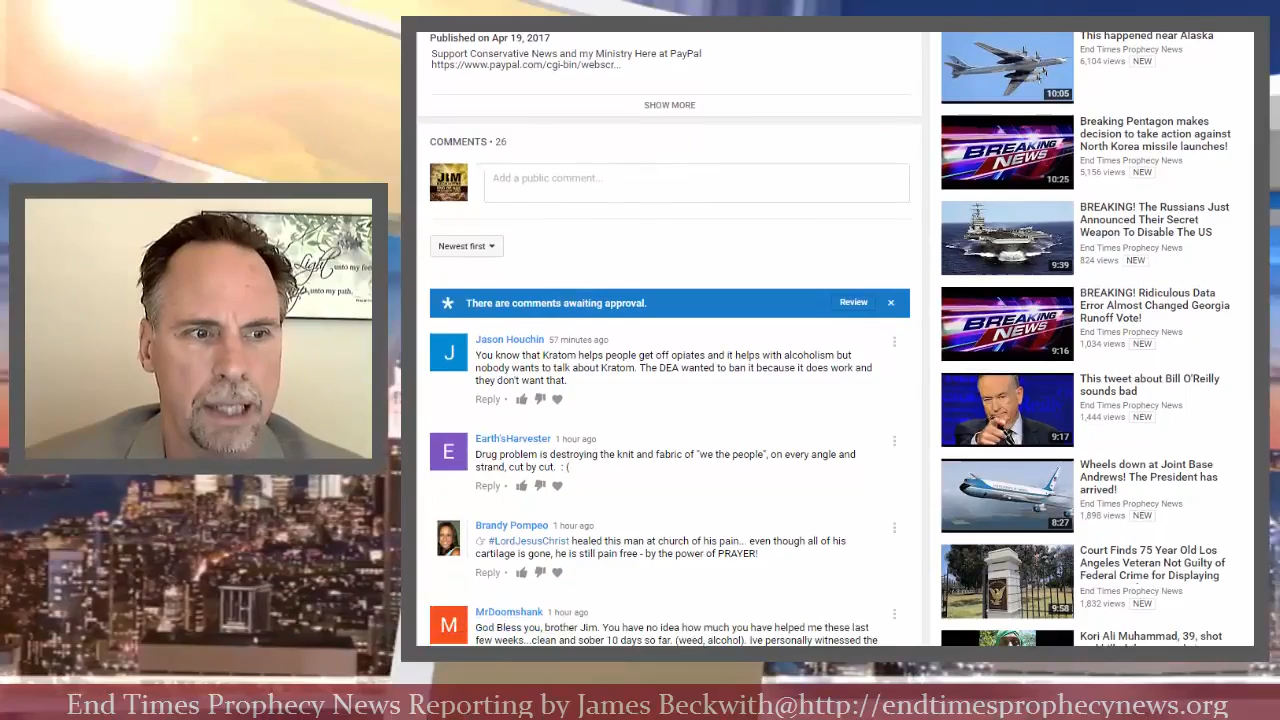 Light
unto my fee
unto my path.
Published on Apr 19, 2017
Support Conservative News and my Ministry Here at PayPal
https://www.paypal.com/cgi-bin/webscr...
SHOW MORE
COMMENTS • 26
JIM
Add a public comment...
Newest first
There are comments awaiting approval.
Review
×
J
Jason Houchin 57 minutes ago
You know that Kratom helps people get off opiates and it helps with alcoholism but
nobody wants to talk about Kratom. The DEA wanted to ban it because it does work and
they don't want that.
Reply •
E
Earth'sHarvester 1 hour ago
Drug problem is destroying the knit and fabric of "we the people", on every angle and
strand, cut by cut. : (
Reply •
Brandy Pompeo 1 hour ago
#LordJesusChrist healed this man at church of his pain... even though all of his
cartilage is gone, he is still pain free - by the power of PRAYER!
Reply •
M
MrDoomshank 1 hour ago
God Bless you, brother Jim. You have no idea how much you have helped me these last
few weeks...clean and sober 10 days so far. (weed, alcohol). Ive personally witnessed the
This happened near Alaska
End Times Prophecy News
6,104 views NEW
10:05
Breaking Pentagon makes
decision to take action against
North Korea missile launches!
End Times Prophecy News
5,156 views NEW
BREAKING
NEWS
10:25
BREAKING! The Russians Just
Announced Their Secret
Weapon To Disable The US
End Times Prophecy News
824 views NEW
9:39
BREAKING! Ridiculous Data
Error Almost Changed Georgia
Runoff Vote!
End Times Prophecy News
1,034 views NEW
BREAKING
NEWS
9:16
This tweet about Bill O'Reilly
sounds bad
End Times Prophecy News
1,444 views NEW
9:17
Wheels down at Joint Base
Andrews! The President has
arrived!
End Times Prophecy News
1,898 views NEW
8:27
Court Finds 75 Year Old Los
Angeles Veteran Not Guilty of
Federal Crime for Displaying
End Times Prophecy News
1,832 views NEW
9:58
Kori Ali Muhammad, 39, shot
End Times Prophecy News Reporting by James Beckwith@http://endtimesprophecynews.org